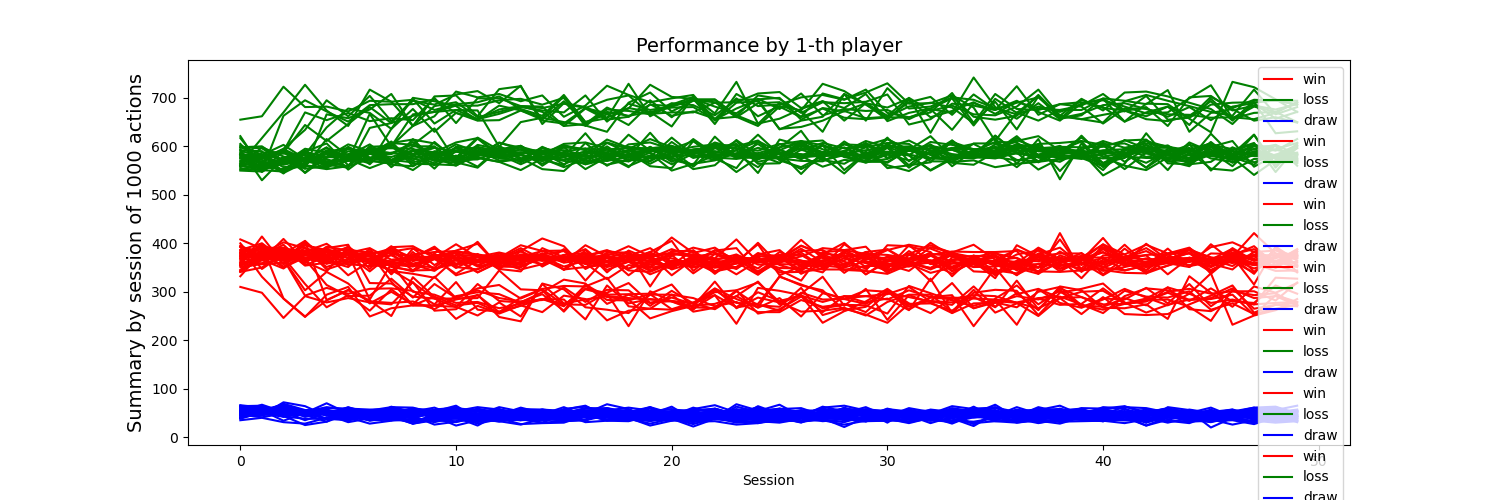 Performance by 1-th player
Summary by session of 1000 actions
700
600
500
400
300
200
100
0
0
10
20
30
40
50
Session
win
loss
draw
win
loss
draw
win
loss
draw
win
loss
draw
win
loss
draw
win
loss
draw
win
loss
draw